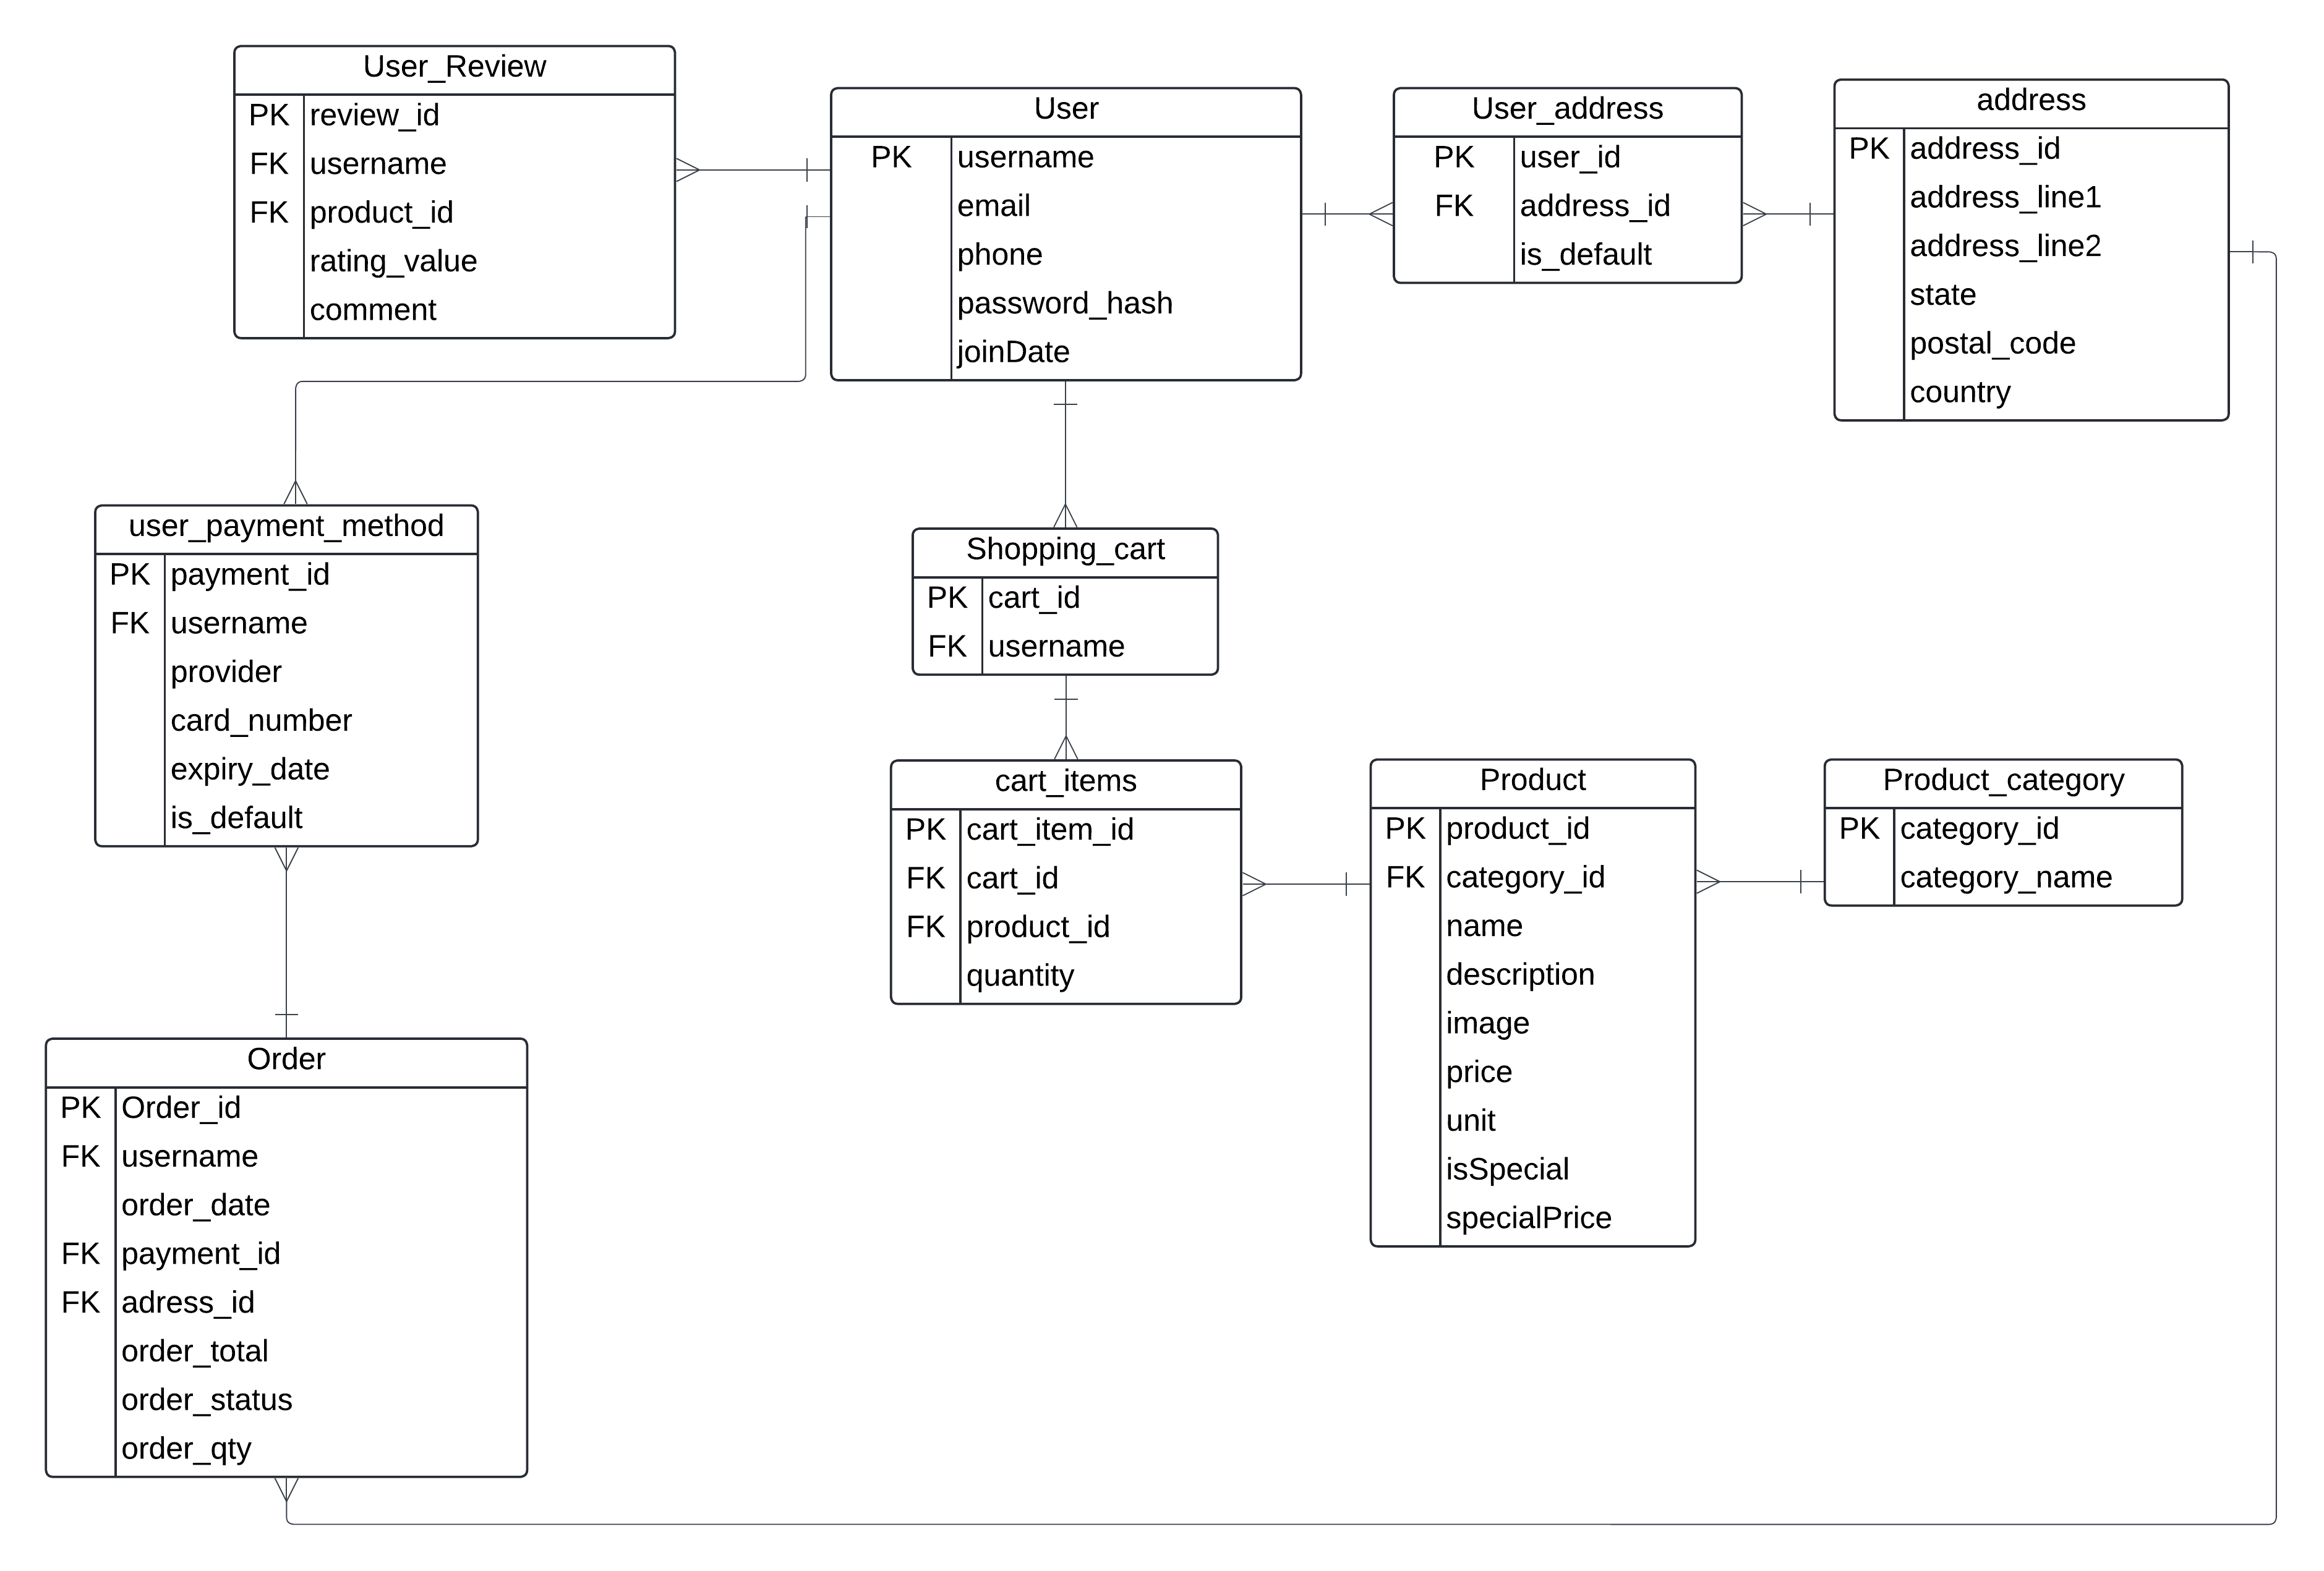 User_Review
PK review_id
FK username
FK product_id
rating_value
comment
User
PK username
email
phone
password_hash
joinDate
User_address
PK user_id
FK address_id
is_default
address
PK address_id
address_line1
address_line2
state
postal_code
country
user_payment_method
PK payment_id
FK username
provider
card_number
expiry_date
is_default
Shopping_cart
PK cart_id
FK username
cart_items
PK cart_item_id
FK cart_id
FK product_id
quantity
Product
PK product_id
FK category_id
name
description
image
price
unit
isSpecial
specialPrice
Product_category
PK category_id
category_name
Order
PK Order_id
FK username
order_date
FK payment_id
FK adress_id
order_total
order_status
order_qty